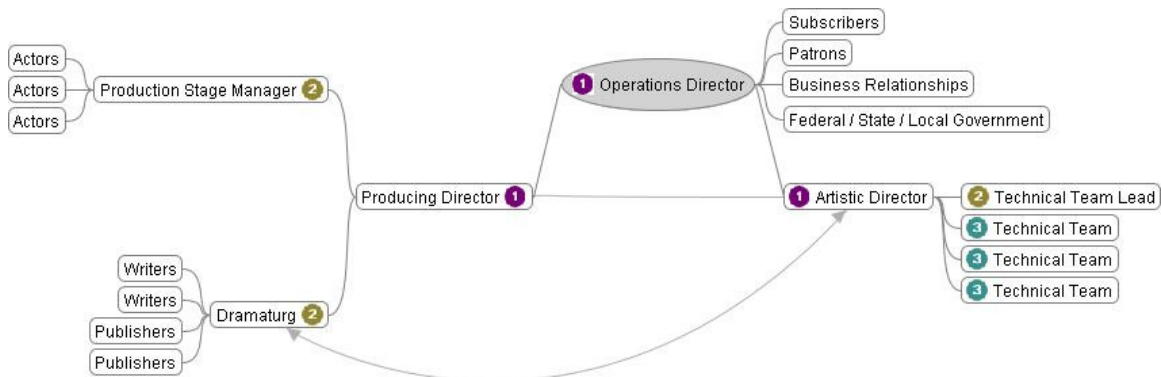 Actors
Actors
Actors
Production Stage Manager 2
Writers
Writers
Publishers
Publishers
Dramaturg 2
Producing Director 1
1 Operations Director
Subscribers
Patrons
Business Relationships
Federal / State / Local Government
1 Artistic Director
2 Technical Team Lead
3 Technical Team
3 Technical Team
3 Technical Team